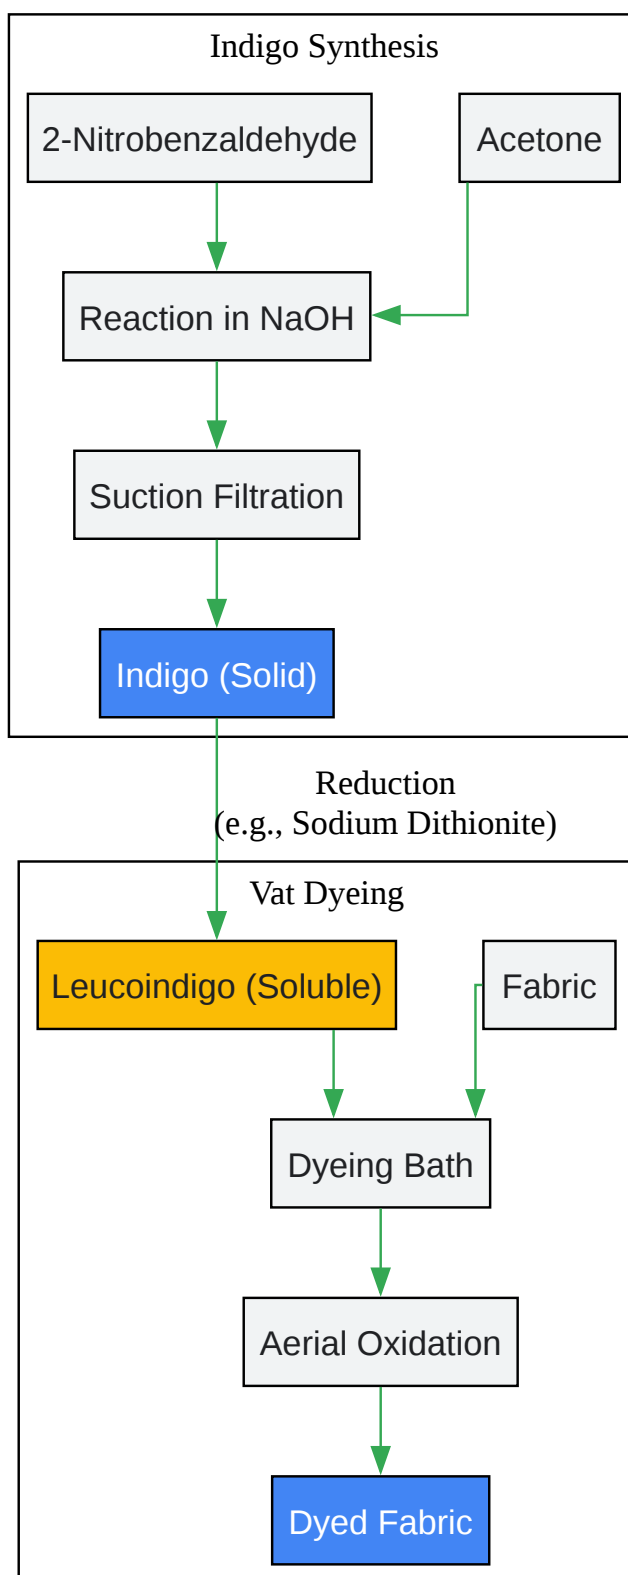 Indigo Synthesis
2-Nitrobenzaldehyde
Acetone
Reaction in NaOH
Suction Filtration
Indigo (Solid)
Reduction
(e.g., Sodium Dithionite)
Vat Dyeing
Leucoindigo (Soluble)
Fabric
Dyeing Bath
Aerial Oxidation
Dyed Fabric